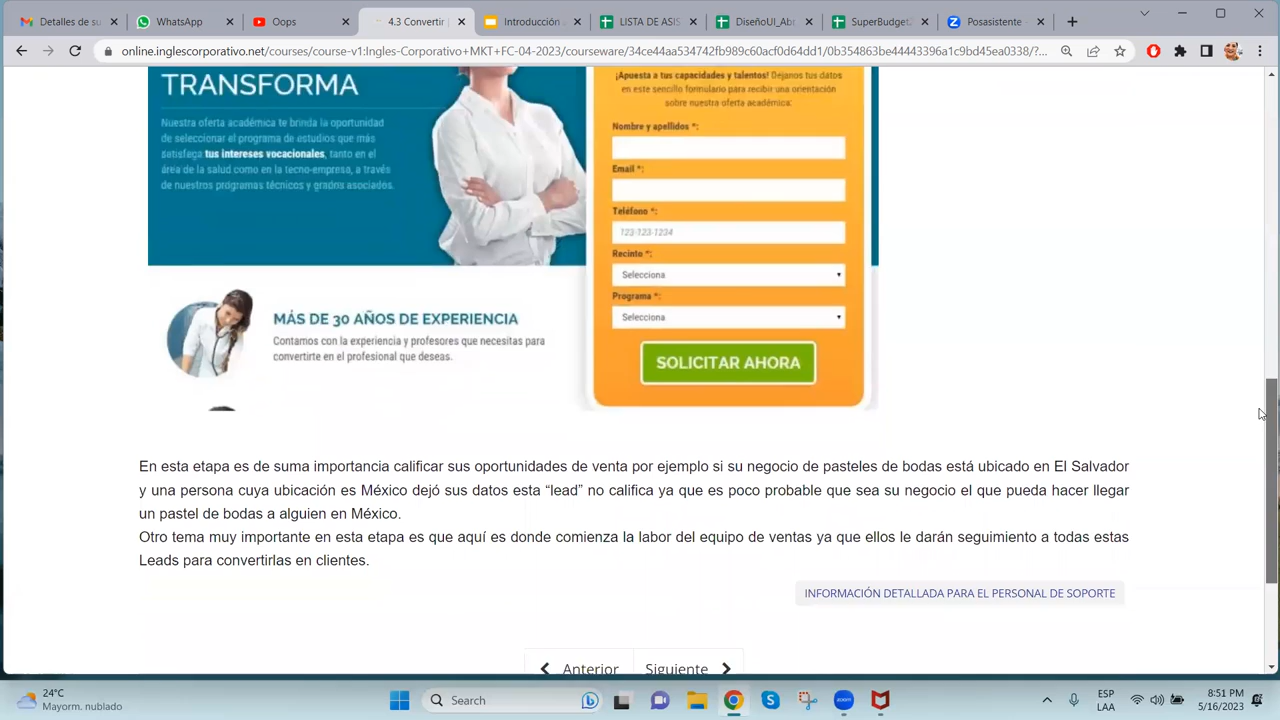 Detalles de su
WhatsApp
Oops
4.3 Convertir
Introducción
LISTA DE ASIS
DiseñoUI_Ab
SuperBudget
Posasistente -
online.inglescorporativo.net/courses/course-v1:Ingles-Corporativo+MKT+FC-04-2023/courseware/34ce44aa534742fb989c60acf0d64dd1/0b354863be44443396a1c9bd45ea0338/?...
TRANSFORMA
Nuestra oferta académica te brinda la oportunidad
de seleccionar el programa de estudios que más
satisfaga tus intereses vocacionales, tanto en el
área de la salud como en la tecno-empresa, a través
de nuestros programas técnicos y grados asociados.
¡Apuesta a tus capacidades y talentos! Déjanos tus datos
en este sencillo formulario para recibir una orientación
sobre nuestra oferta académica:
Nombre y apellidos *:
Email *:
Teléfono *:
123-123-1234
Recinto *:
Selecciona
Programa *:
Selecciona
SOLICITAR AHORA
MÁS DE 30 AÑOS DE EXPERIENCIA
Contamos con la experiencia y profesores que necesitas para
convertirte en el profesional que deseas.
En esta etapa es de suma importancia calificar sus oportunidades de venta por ejemplo si su negocio de pasteles de bodas está ubicado en El Salvador
y una persona cuya ubicación es México dejó sus datos esta “lead” no califica ya que es poco probable que sea su negocio el que pueda hacer llegar
un pastel de bodas a alguien en México.
Otro tema muy importante en esta etapa es que aquí es donde comienza la labor del equipo de ventas ya que ellos le darán seguimiento a todas estas
Leads para convertirlas en clientes.
INFORMACIÓN DETALLADA PARA EL PERSONAL DE SOPORTE
Anterior
Siguiente
24°C
Mayorm. nublado
Search
zoom
ESP
LAA
8:51 PM
5/16/2023